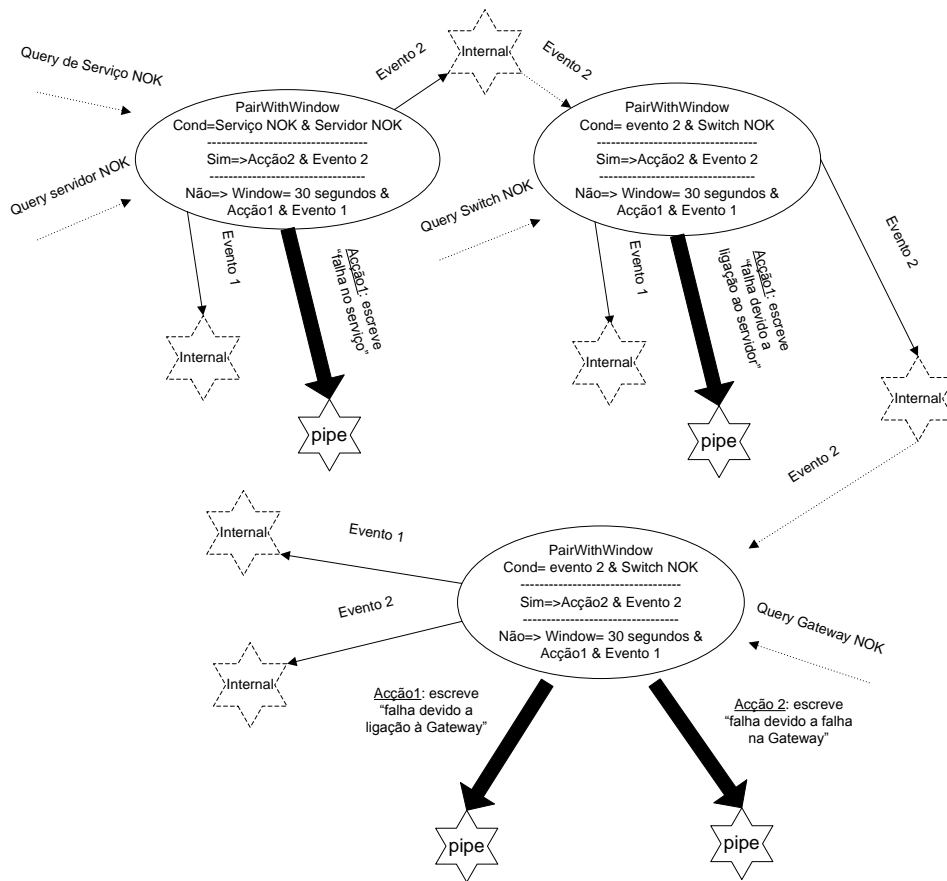 Query de Serviço NOK
Query servidor NOK
PairWithWindow
Cond=Serviço NOK & Servidor NOK
------------------------------------
Sim=>Acção2 & Evento 2
------------------------------------
Não=> Window= 30 segundos &
Acção1 & Evento 1
Evento 2
Internal
Evento 2
Evento 1
Internal
Acção1: escreve
“falha no serviço”
pipe
PairWithWindow
Cond= evento 2 & Switch NOK
------------------------------------
Sim=>Acção2 & Evento 2
------------------------------------
Não=> Window= 30 segundos &
Acção1 & Evento 1
Query Switch NOK
Evento 1
Internal
Acção1: escreve
“falha devido a
ligação ao servidor”
pipe
Evento 2
Internal
Evento 2
Internal
Evento 1
Evento 2
Internal
PairWithWindow
Cond= evento 2 & Switch NOK
------------------------------------
Sim=>Acção2 & Evento 2
------------------------------------
Não=> Window= 30 segundos &
Acção1 & Evento 1
Query Gateway NOK
Acção1: escreve
“falha devido a
ligação à Gateway”
Acção 2: escreve
“falha devido a falha
na Gateway”
pipe
pipe